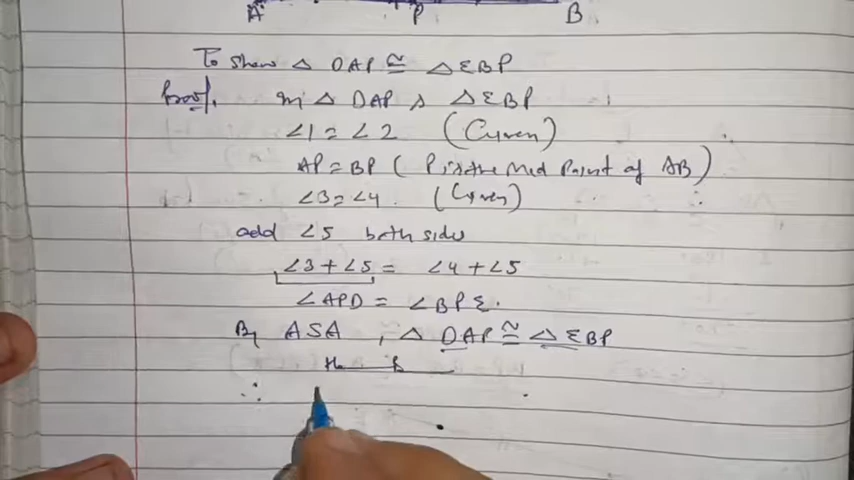 A P B
To show △ DAP ≅ △ EBP
Proof. in △ DAP & △ EBP
∠1 = ∠2 (Given)
AP = BP ( P is the Mid Point of AB)
∠3 = ∠4. (Given)
add ∠5 both sides
∠3 + ∠5 = ∠4 + ∠5
∠APD = ∠BPE.
By ASA , △ DAP ≅ △ EBP
∴